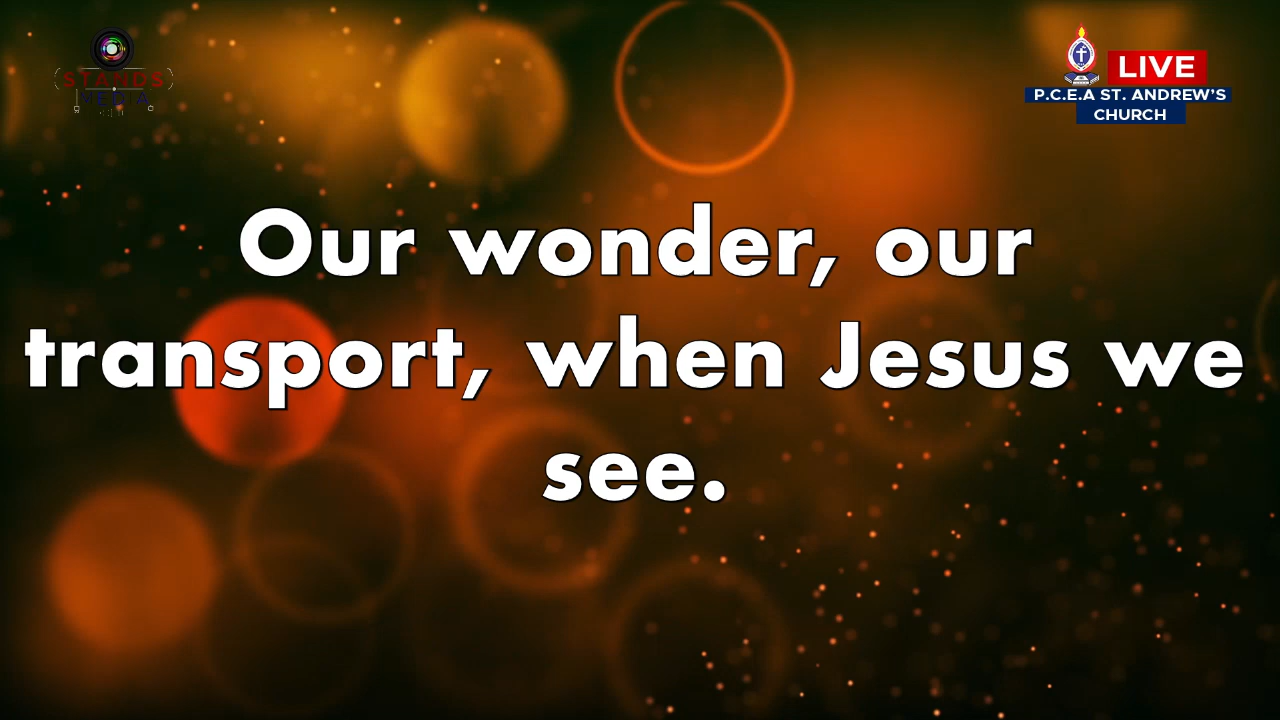 STANDS
MEDIA
LIVE
P.C.E.A ST. ANDREW'S
CHURCH
Our wonder, our
transport, when Jesus we
see.